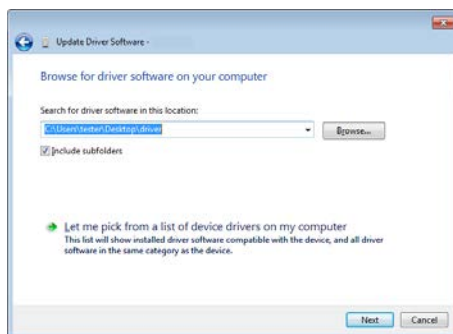 Update Driver Software -
Browse for driver software on your computer
Search for driver software in this location:
C:\Users\tester\Desktop\driver
Browse...
Include subfolders
Let me pick from a list of device drivers on my computer
This list will show installed driver software compatible with the device, and all driver
software in the same category as the device.
Next
Cancel